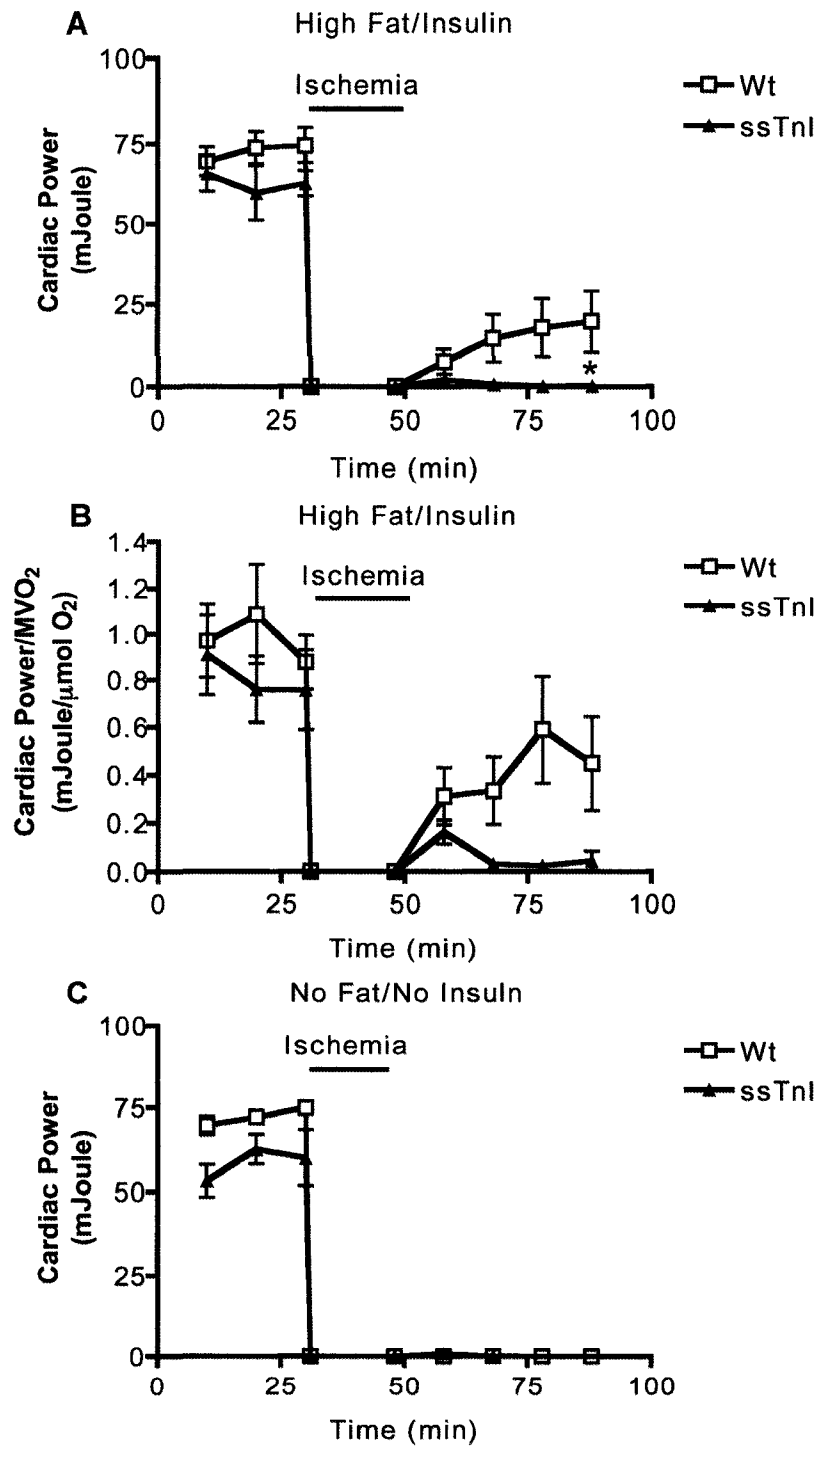 A
High Fat/Insulin
Ischemia
Wt
ssTnI
Cardiac Power
(mJoule)
100
75
50
25
0
0 25 50 75 100
*
Time (min)
B
High Fat/Insulin
Ischemia
Wt
ssTnI
Cardiac Power/MVO2
(mJoule/μmol O2)
1.4
1.2
1.0
0.8
0.6
0.4
0.2
0.0
0 25 50 75 100
Time (min)
C
No Fat/No Insuln
Ischemia
Wt
ssTnI
Cardiac Power
(mJoule)
100
75
50
25
0
0 25 50 75 100
Time (min)